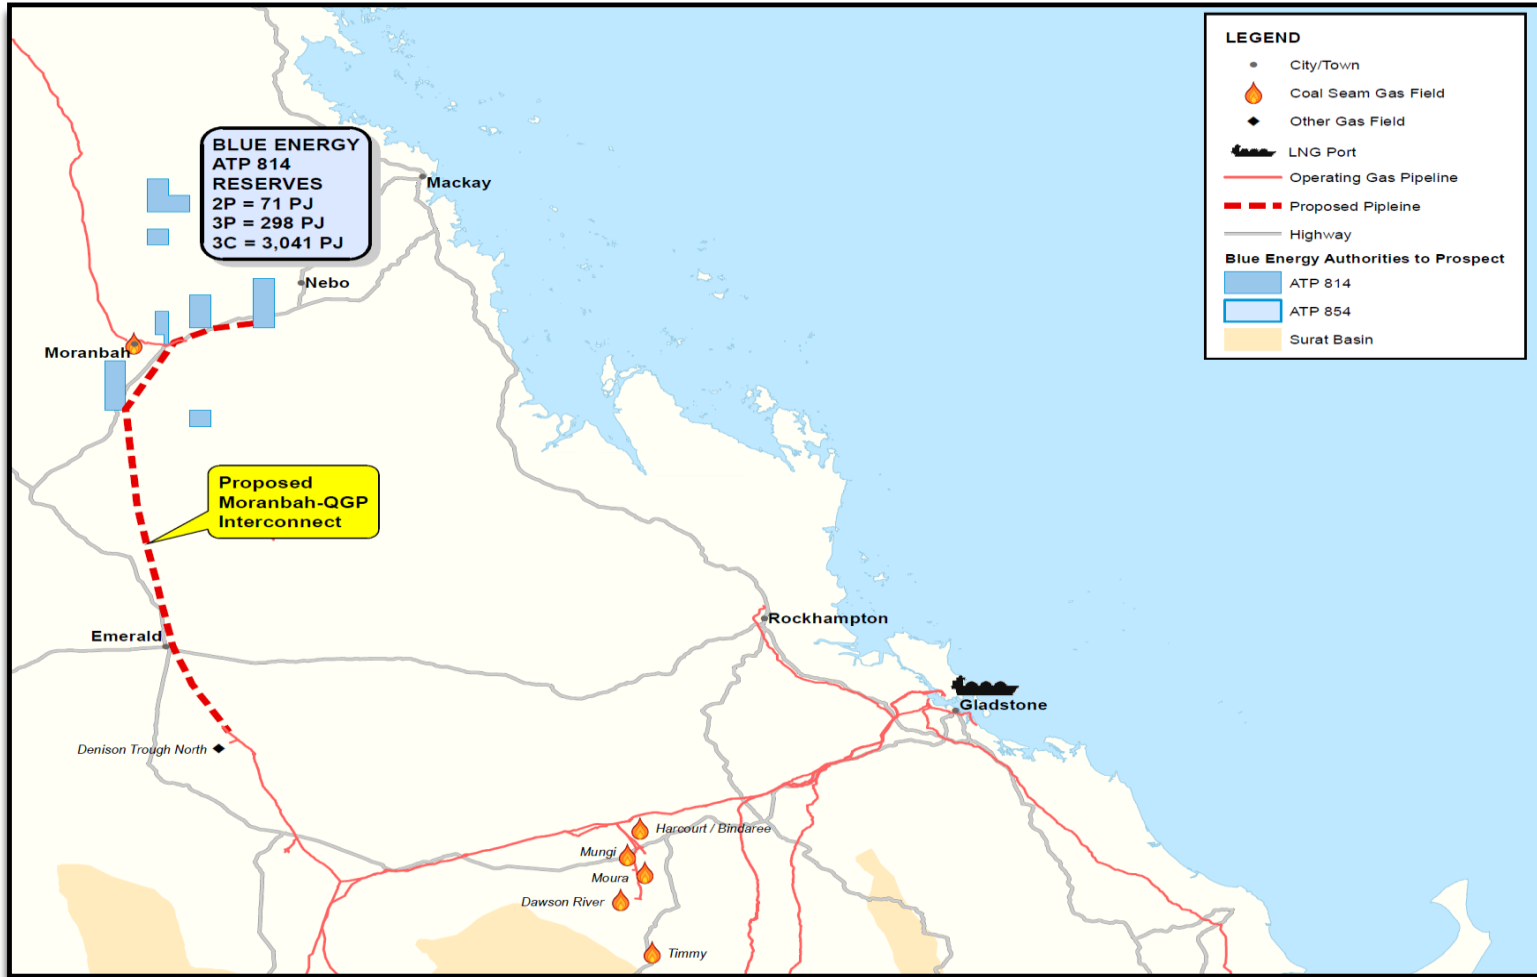 LEGEND
City/Town
Coal Seam Gas Field
Other Gas Field
LNG Port
Operating Gas Pipeline
Proposed Pipleine
Highway
Blue Energy Authorities to Prospect
ATP 814
ATP 854
Surat Basin
BLUE ENERGY
ATP 814
RESERVES
2P = 71 PJ
3P = 298 PJ
3C = 3,041 PJ
Mackay
Nebo
Moranbah
Proposed
Moranbah-QGP
Interconnect
Emerald
Rockhampton
Gladstone
Denison Trough North
Harcourt / Bindaree
Mungi
Moura
Dawson River
Timmy